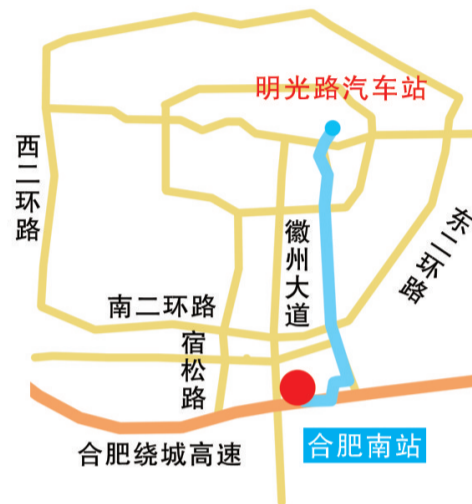 明光路汽车站
西二环路
东二环路
徽州大道
南二环路
宿松路
合肥绕城高速
合肥南站